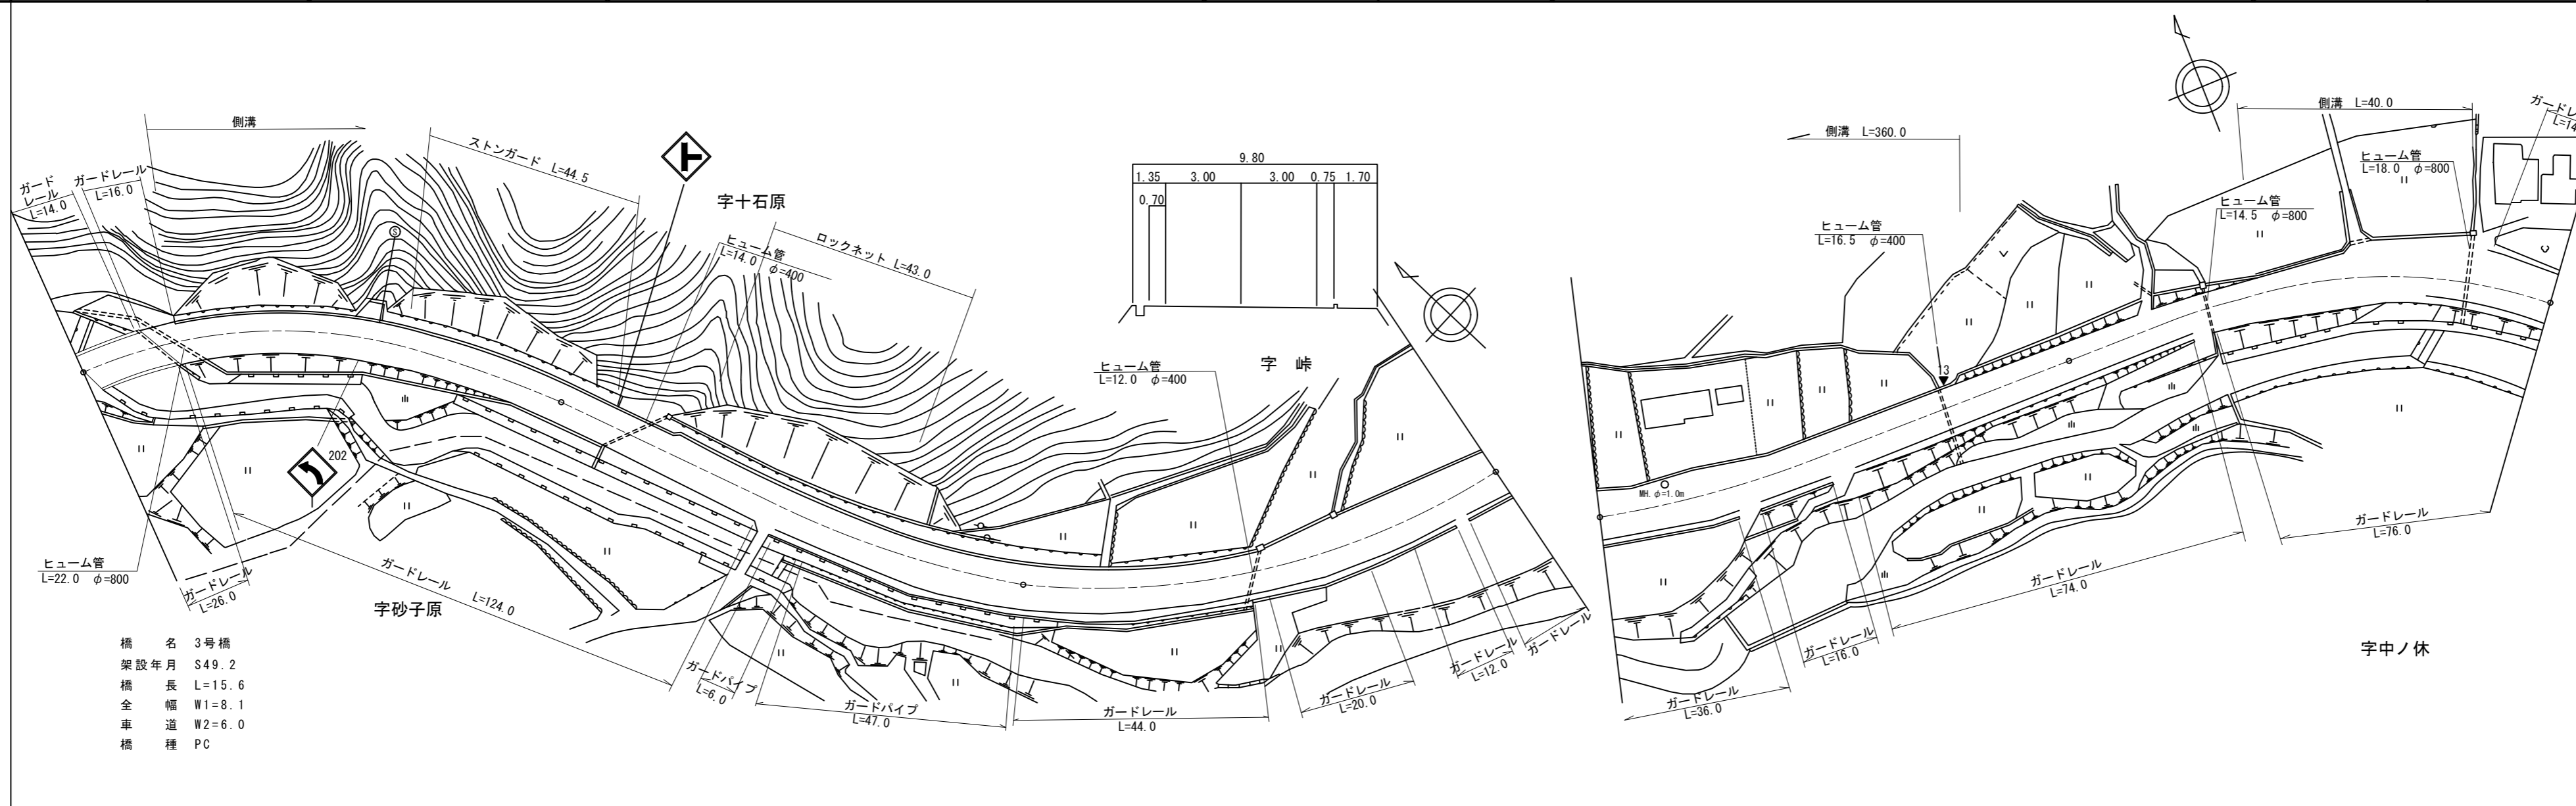 側溝
ガード
レール
L=14.0
ガードレール
L=16.0
ストンガード L=44.5
字十石原
ヒューム管
L=14.0 φ=400
ロックネット L=43.0
Ⓢ
9.80
1.35 3.00 3.00 0.75 1.70
0.70
字 峠
ヒューム管
L=12.0 φ=400
202
ヒューム管
L=22.0 φ=800
ガードレール
L=26.0
ガードレール L=124.0
字砂子原
ガードパイプ
L=6.0
ガードパイプ
L=47.0
ガードレール
L=44.0
ガードレール
L=20.0
ガードレール
L=12.0
ガードレール
橋名 3号橋
架設年月 S49.2
橋長 L=15.6
全幅 W1=8.1
車道 W2=6.0
橋種 PC
側溝 L=360.0
側溝 L=40.0
ヒューム管
L=16.5 φ=400
ヒューム管
L=14.5 φ=800
ヒューム管
L=18.0 φ=800
ガードレ
L=14
13
MH. φ=1.0m
ガードレール
L=36.0
ガードレール
L=16.0
ガードレール
L=74.0
ガードレール
L=76.0
字中ノ休